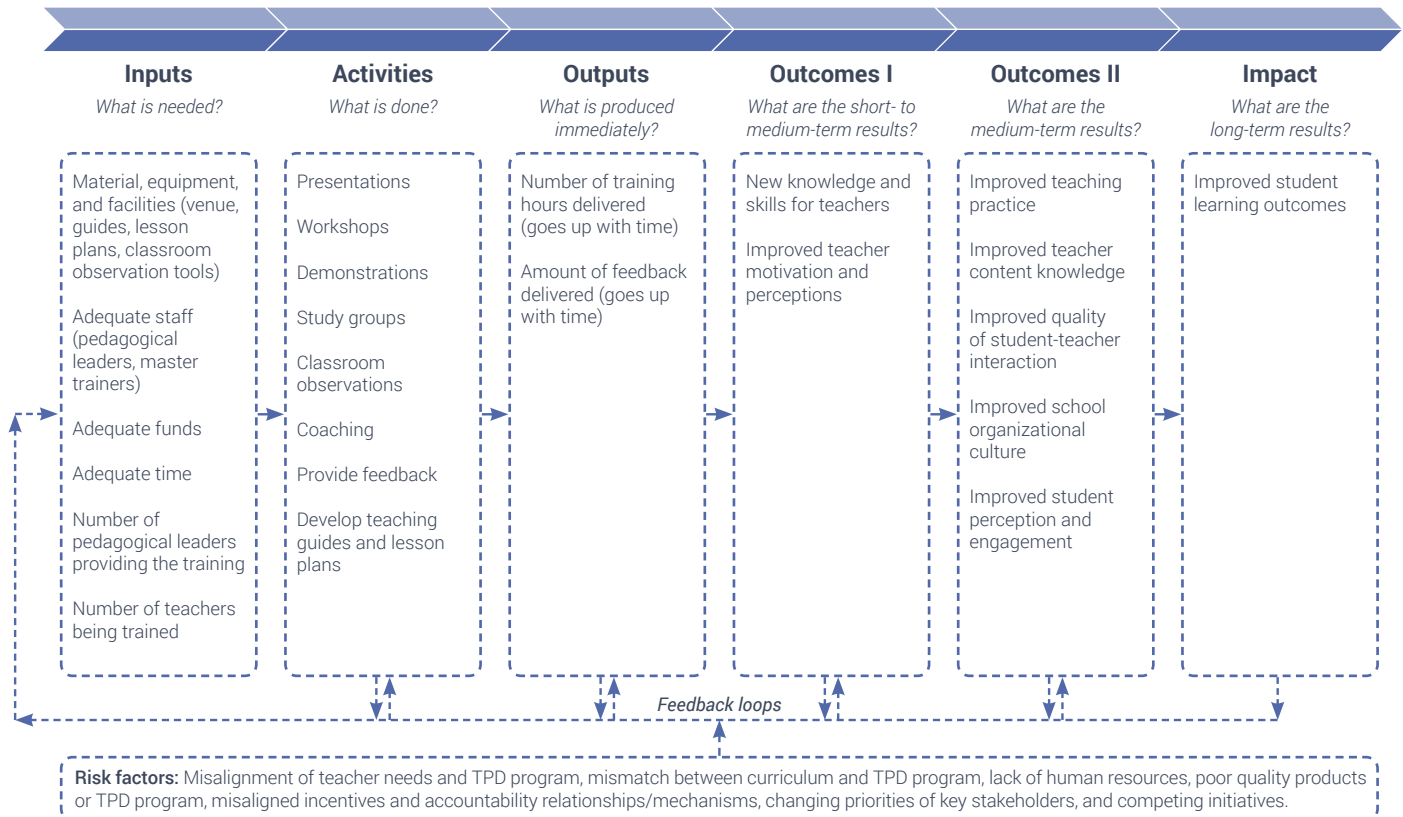 Inputs
What is needed?
Material, equipment,
and facilities (venue,
guides, lesson
plans, classroom
observation tools)
Adequate staff
(pedagogical
leaders, master
trainers)
Adequate funds
Adequate time
Number of
pedagogical leaders
providing the training
Number of teachers
being trained
Activities
What is done?
Presentations
Workshops
Demonstrations
Study groups
Classroom
observations
Coaching
Provide feedback
Develop teaching
guides and lesson
plans
Outputs
What is produced
immediately?
Number of training
hours delivered
(goes up with time)
Amount of feedback
delivered (goes up
with time)
Outcomes I
What are the short- to
medium-term results?
New knowledge and
skills for teachers
Improved teacher
motivation and
perceptions
Outcomes II
What are the
medium-term results?
Improved teaching
practice
Improved teacher
content knowledge
Improved quality
of student-teacher
interaction
Improved school
organizational
culture
Improved student
perception and
engagement
Impact
What are the
long-term results?
Improved student
learning outcomes
Feedback loops
Risk factors: Misalignment of teacher needs and TPD program, mismatch between curriculum and TPD program, lack of human resources, poor quality products
or TPD program, misaligned incentives and accountability relationships/mechanisms, changing priorities of key stakeholders, and competing initiatives.